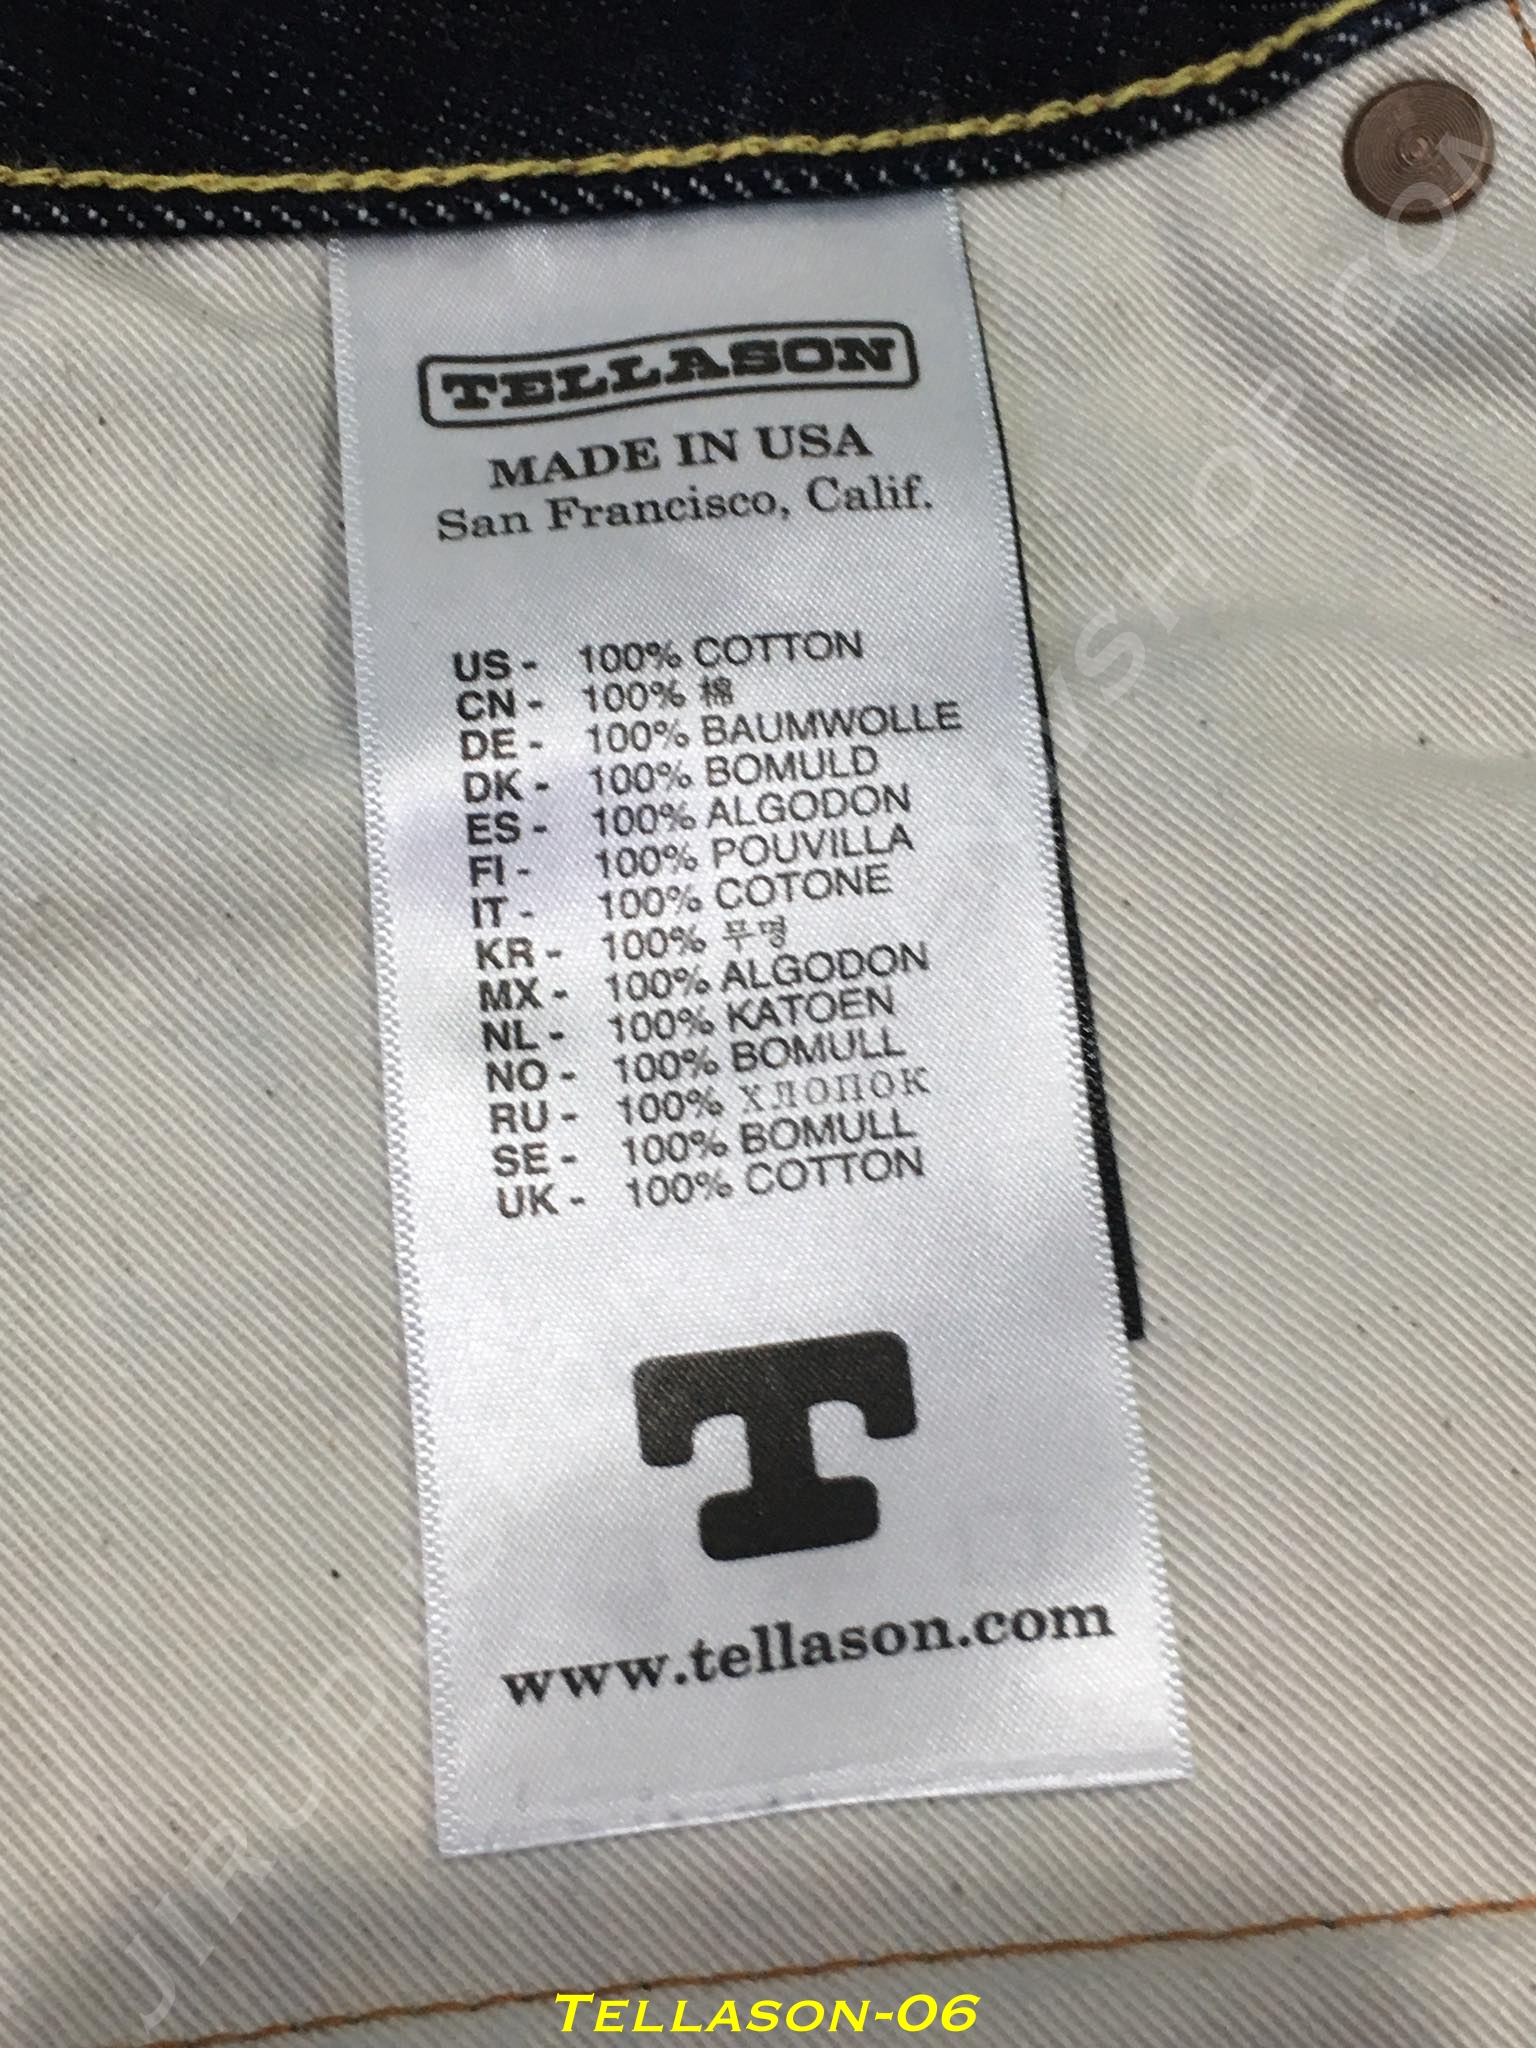 TELLASON
MADE IN USA
San Francisco, Calif.
US - 100% COTTON
CN - 100% 棉
DE - 100% BAUMWOLLE
DK - 100% BOMULD
ES - 100% ALGODON
FI - 100% POUVILLA
IT - 100% COTONE
KR - 100% 무명
MX - 100% ALGODON
NL - 100% KATOEN
NO - 100% BOMULL
RU - 100% хлопок
SE - 100% BOMULL
UK - 100% COTTON
T
www.tellason.com
TELLASON-06